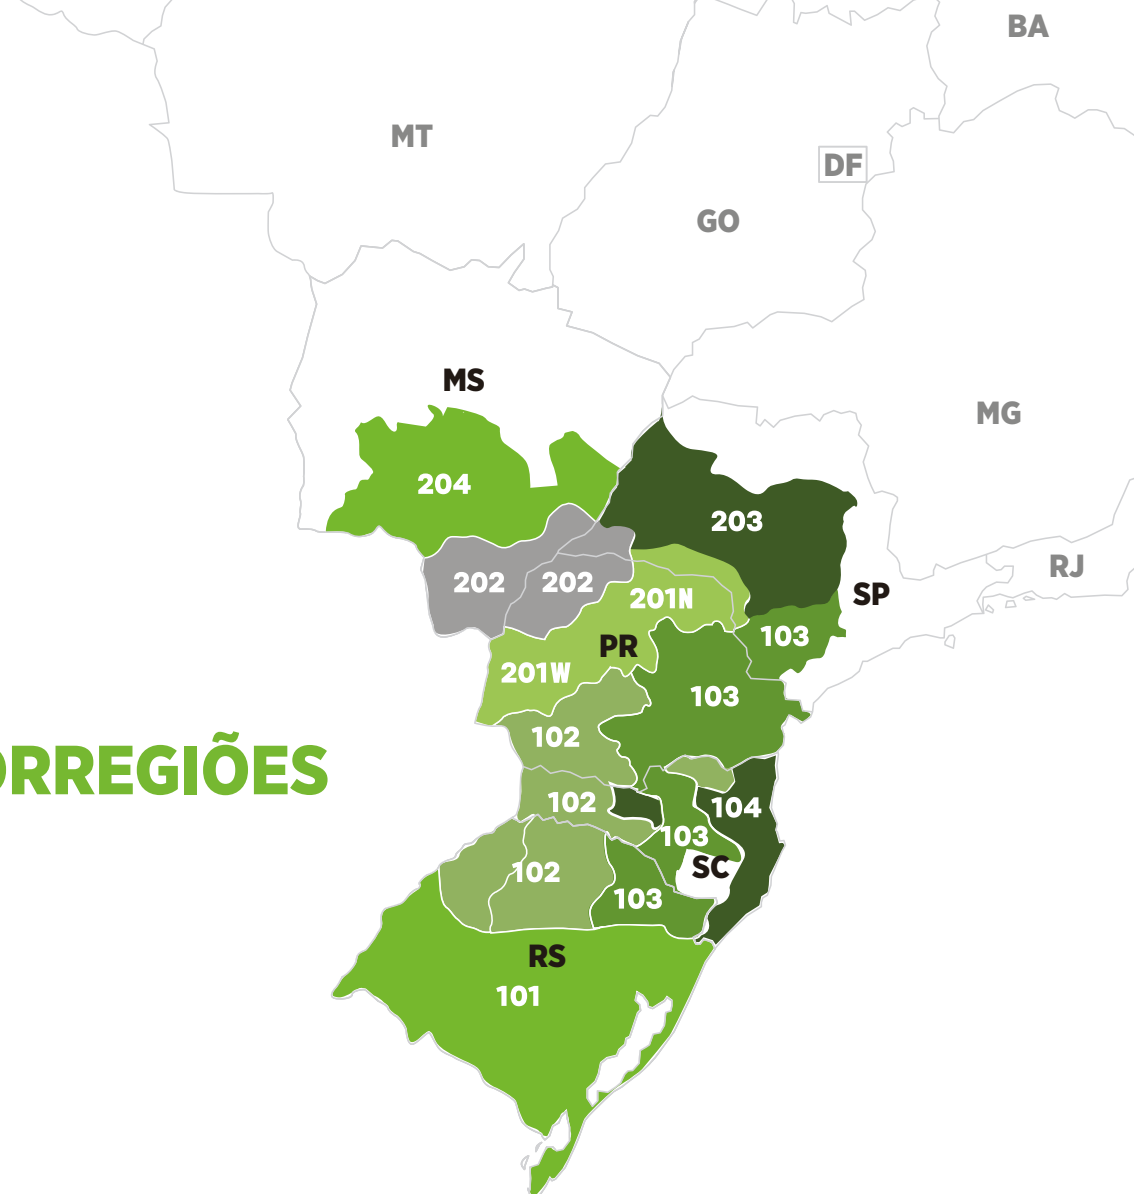 BA
MT
DF
GO
MS
MG
204
203
RJ
202
202
SP
201N
103
PR
201W
103
102
ORREGIÕES
102
104
103
SC
102
103
RS
101